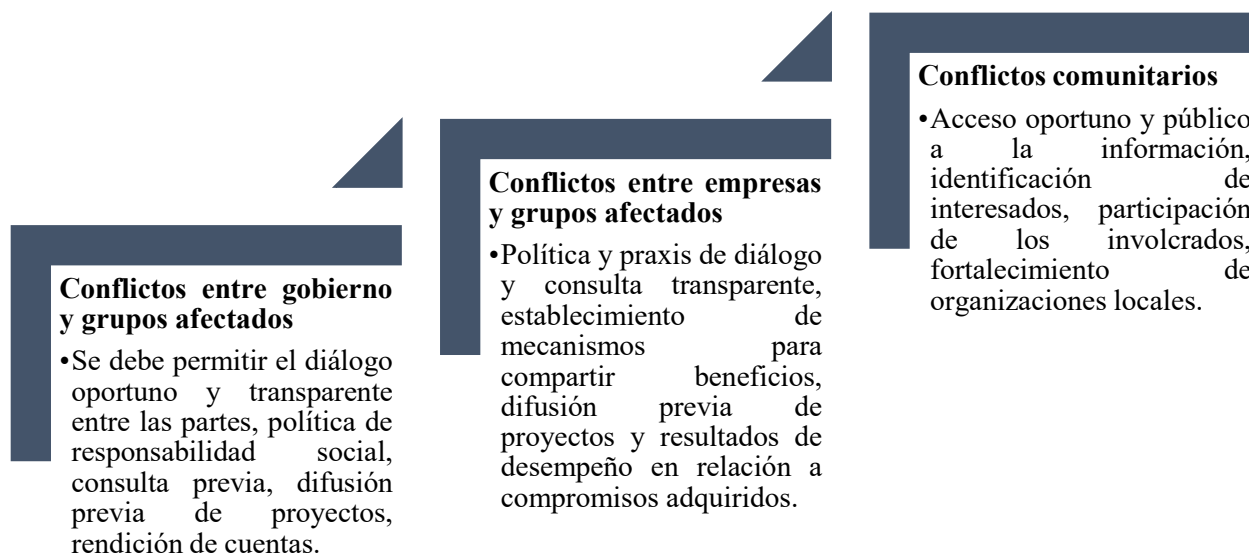 Conflictos entre gobierno
y grupos afectados
•Se debe permitir el diálogo
oportuno y transparente
entre las partes, política de
responsabilidad social,
consulta previa, difusión
previa de proyectos,
rendición de cuentas.
Conflictos entre empresas
y grupos afectados
•Política y praxis de diálogo
y consulta transparente,
establecimiento de
mecanismos para
compartir beneficios,
difusión previa de
proyectos y resultados de
desempeño en relación a
compromisos adquiridos.
Conflictos comunitarios
•Acceso oportuno y público
a la información,
identificación de
interesados, participación
de los involcrados,
fortalecimiento de
organizaciones locales.